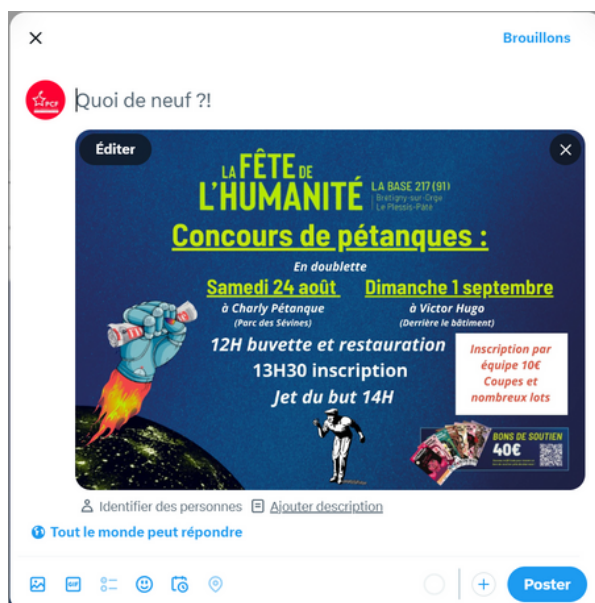 Brouillons
PCF
Quoi de neuf ?!
Éditer
LA FÊTE DE
L'HUMANITÉ
LA BASE 217 (91)
Brétigny-sur-Orge
Le Plessis-Pâté
Concours de pétanques :
En doublette
Samedi 24 août
Dimanche 1 septembre
à Charly Pétanque
à Victor Hugo
(Parc des Sévines)
(Derrière le bâtiment)
12H buvette et restauration
13H30 inscription
Jet du but 14H
Inscription par
équipe 10€
Coupes et
nombreux lots
BONS DE SOUTIEN
40€
Identifier des personnes
Ajouter description
Tout le monde peut répondre
GIF
Poster